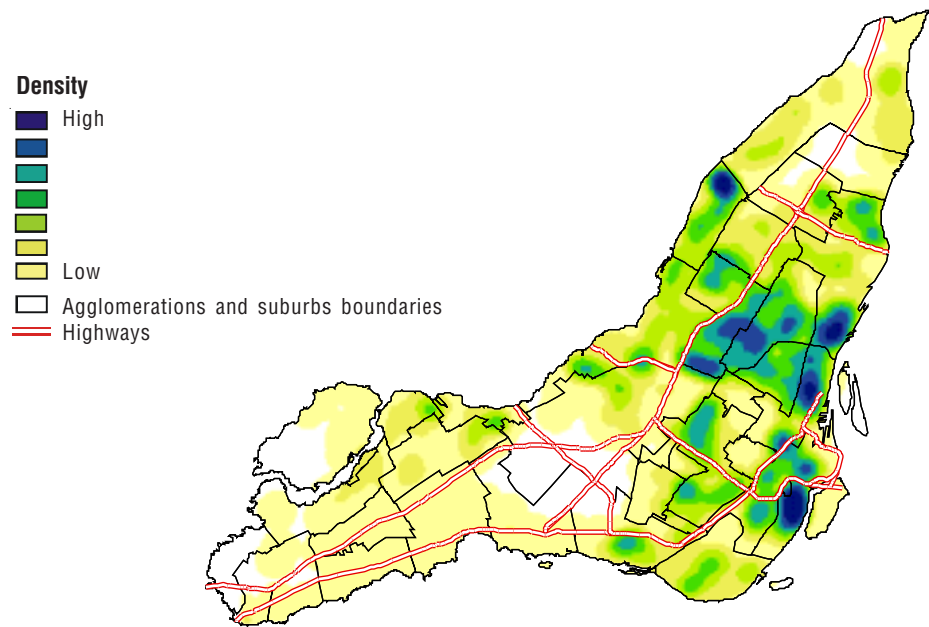 Density
High
Low
Agglomerations and suburbs boundaries
Highways